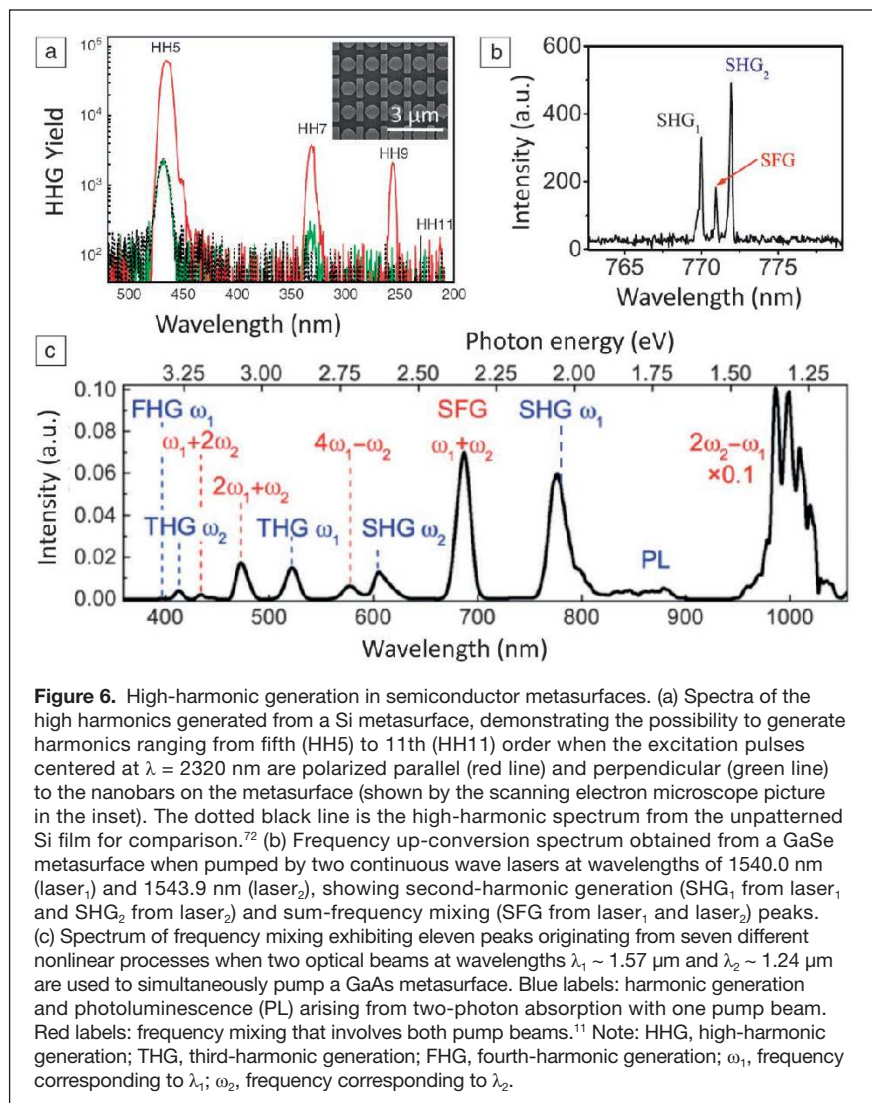 a
10⁵
10⁴
10³
10²
HHG Yield
HH5
HH7
HH9
HH11
3 μm
500 450 400 350 300 250 200
Wavelength (nm)
b
600
400
200
0
Intensity (a.u.)
SHG₁
SHG₂
SFG
765 770 775
Wavelength (nm)
c
Photon energy (eV)
3.25 3.00 2.75 2.50 2.25 2.00 1.75 1.50 1.25
0.10
0.08
0.06
0.04
0.02
0.00
Intensity (a.u.)
FHG ω₁
ω₁+2ω₂
THG ω₂
2ω₁+ω₂
THG ω₁
4ω₁−ω₂
SHG ω₂
SFG
ω₁+ω₂
SHG ω₁
PL
2ω₂−ω₁
×0.1
400 500 600 700 800 900 1000
Wavelength (nm)
Figure 6. High-harmonic generation in semiconductor metasurfaces. (a) Spectra of the
high harmonics generated from a Si metasurface, demonstrating the possibility to generate
harmonics ranging from fifth (HH5) to 11th (HH11) order when the excitation pulses
centered at λ = 2320 nm are polarized parallel (red line) and perpendicular (green line)
to the nanobars on the metasurface (shown by the scanning electron microscope picture
in the inset). The dotted black line is the high-harmonic spectrum from the unpatterned
Si film for comparison.⁷² (b) Frequency up-conversion spectrum obtained from a GaSe
metasurface when pumped by two continuous wave lasers at wavelengths of 1540.0 nm
(laser₁) and 1543.9 nm (laser₂), showing second-harmonic generation (SHG₁ from laser₁
and SHG₂ from laser₂) and sum-frequency mixing (SFG from laser₁ and laser₂) peaks.
(c) Spectrum of frequency mixing exhibiting eleven peaks originating from seven different
nonlinear processes when two optical beams at wavelengths λ₁ ~ 1.57 μm and λ₂ ~ 1.24 μm
are used to simultaneously pump a GaAs metasurface. Blue labels: harmonic generation
and photoluminescence (PL) arising from two-photon absorption with one pump beam.
Red labels: frequency mixing that involves both pump beams.¹¹ Note: HHG, high-harmonic
generation; THG, third-harmonic generation; FHG, fourth-harmonic generation; ω₁, frequency
corresponding to λ₁; ω₂, frequency corresponding to λ₂.